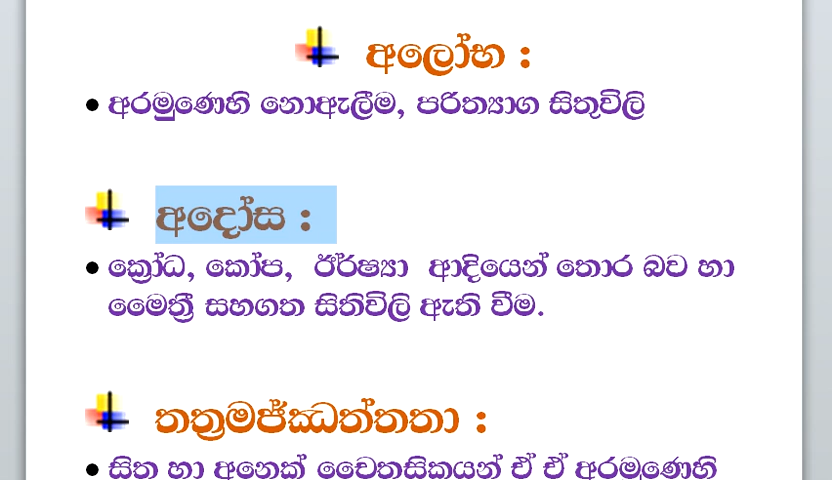 අලෝභ :
• අරමුණෙහි නොඇලීම, පරිත්‍යාග සිතුවිලි
අදෝස :
• ක්‍රෝධ, කෝප, ඊර්ෂ්‍යා ආදියෙන් තොර බව හා
මෛත්‍රී සහගත සිතිවිලි ඇති වීම.
තත්‍රමජ්ඣත්තතා :
• සිත හා අනෙක් චෛතසිකයන් ඒ ඒ අරමුණෙහි